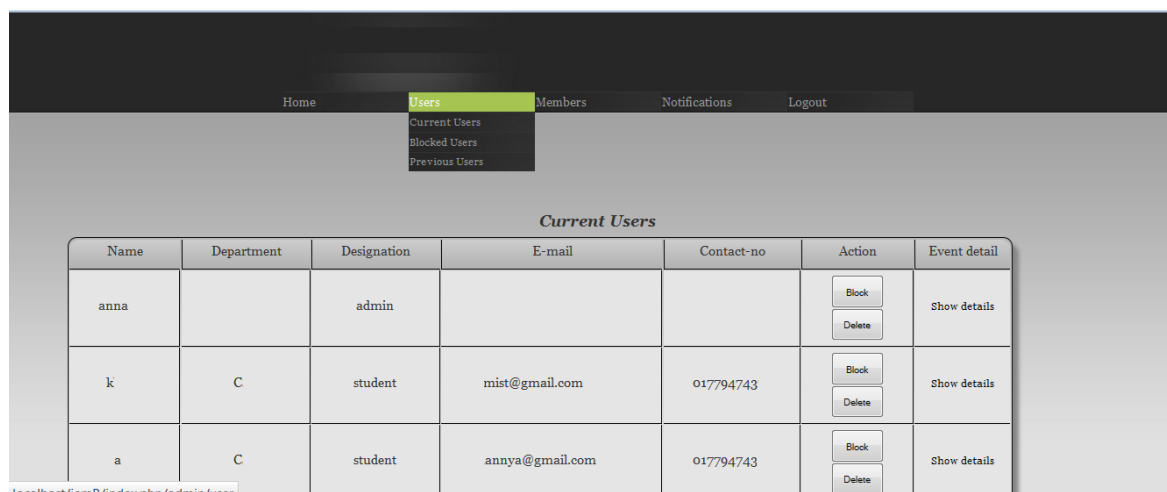 Home Users Members Notifications Logout
Current Users
Blocked Users
Previous Users
Current Users
Name Department Designation E-mail Contact-no Action Event detail
anna admin Block Show details
Delete
k C student mist@gmail.com 017794743 Block Show details
Delete
a C student annya@gmail.com 017794743 Block Show details
Delete